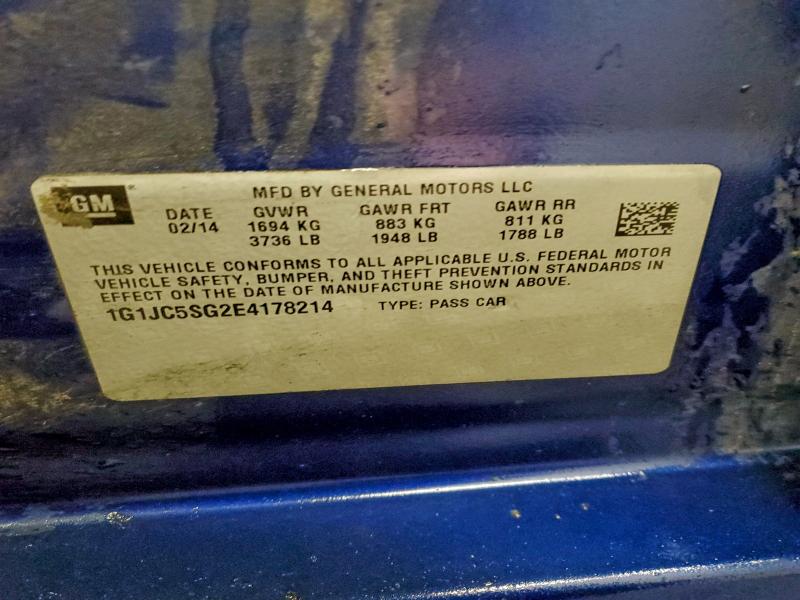 GM
MFD BY GENERAL MOTORS LLC
DATE GVWR GAWR FRT GAWR RR
02/14 1694 KG 883 KG 811 KG
3736 LB 1948 LB 1788 LB
THIS VEHICLE CONFORMS TO ALL APPLICABLE U.S. FEDERAL MOTOR
VEHICLE SAFETY, BUMPER, AND THEFT PREVENTION STANDARDS IN
EFFECT ON THE DATE OF MANUFACTURE SHOWN ABOVE.
1G1JC5SG2E4178214 TYPE: PASS CAR